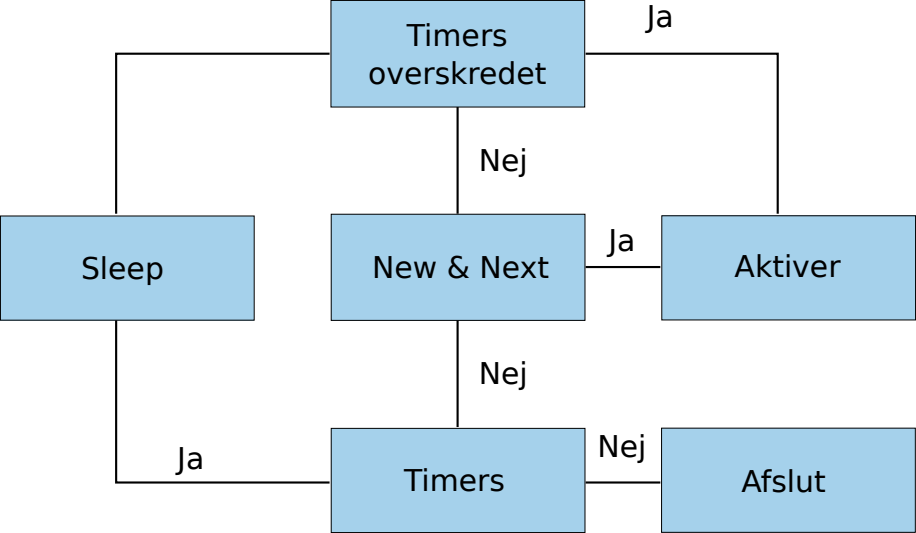 Ja
Timers
overskredet
Nej
Sleep
New & Next
Ja
Aktiver
Nej
Ja
Timers
Nej
Afslut